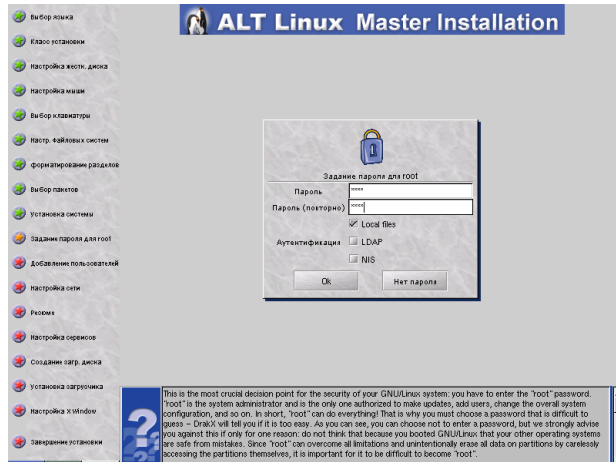 ALT Linux Master Installation
Выбор языка
Класс установки
Настройка жестк. диска
Настройка мыши
Выбор клавиатуры
Настр. файловых систем
форматирование разделов
Выбор пакетов
Установка системы
Задание пароля для root
Добавление пользователей
Настройка сети
Резюме
Настройка сервисов
Создание загр. диска
Установка загрузчика
Настройка X Window
Завершение установки
Задание пароля для root
Пароль ****
Пароль (повторно) ****
Local files
Аутентификация LDAP
NIS
Ok Нет пароля
This is the most crucial decision point for the security of your GNU/Linux system: you have to enter the "root" password.
"root" is the system administrator and is the only one authorized to make updates, add users, change the overall system
configuration, and so on. In short, "root" can do everything! That is why you must choose a password that is difficult to
guess – DrakX will tell you if it is too easy. As you can see, you can choose not to enter a password, but we strongly advise
you against this if only for one reason: do not think that because you booted GNU/Linux that your other operating systems
are safe from mistakes. Since "root" can overcome all limitations and unintentionally erase all data on partitions by carelessly
accessing the partitions themselves, it is important for it to be difficult to become "root".